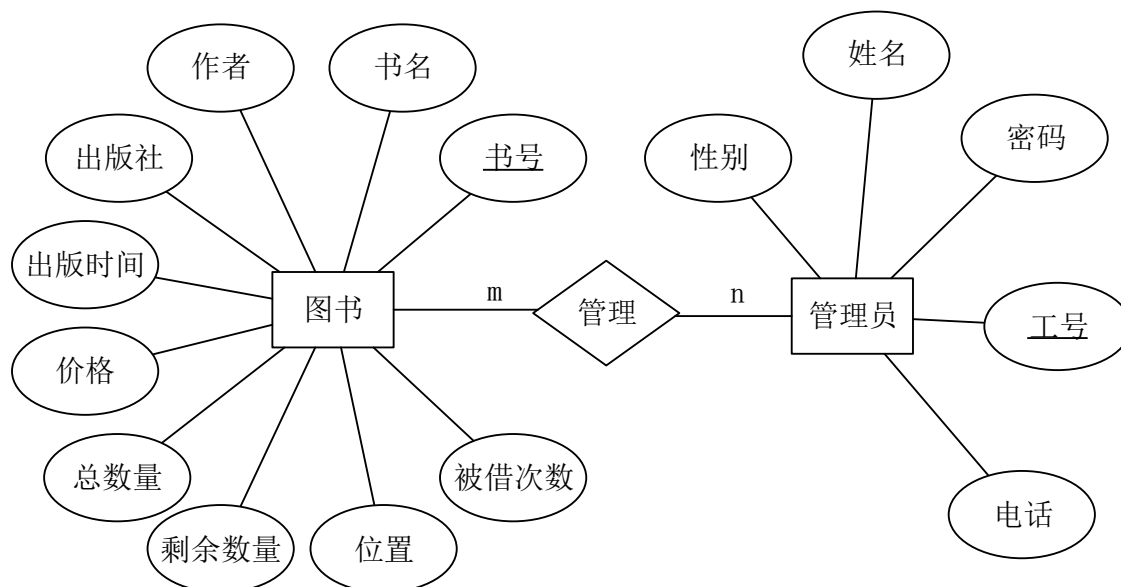 作者
书名
姓名
出版社
书号
性别
密码
出版时间
图书
m
管理
n
管理员
工号
价格
总数量
被借次数
剩余数量
位置
电话